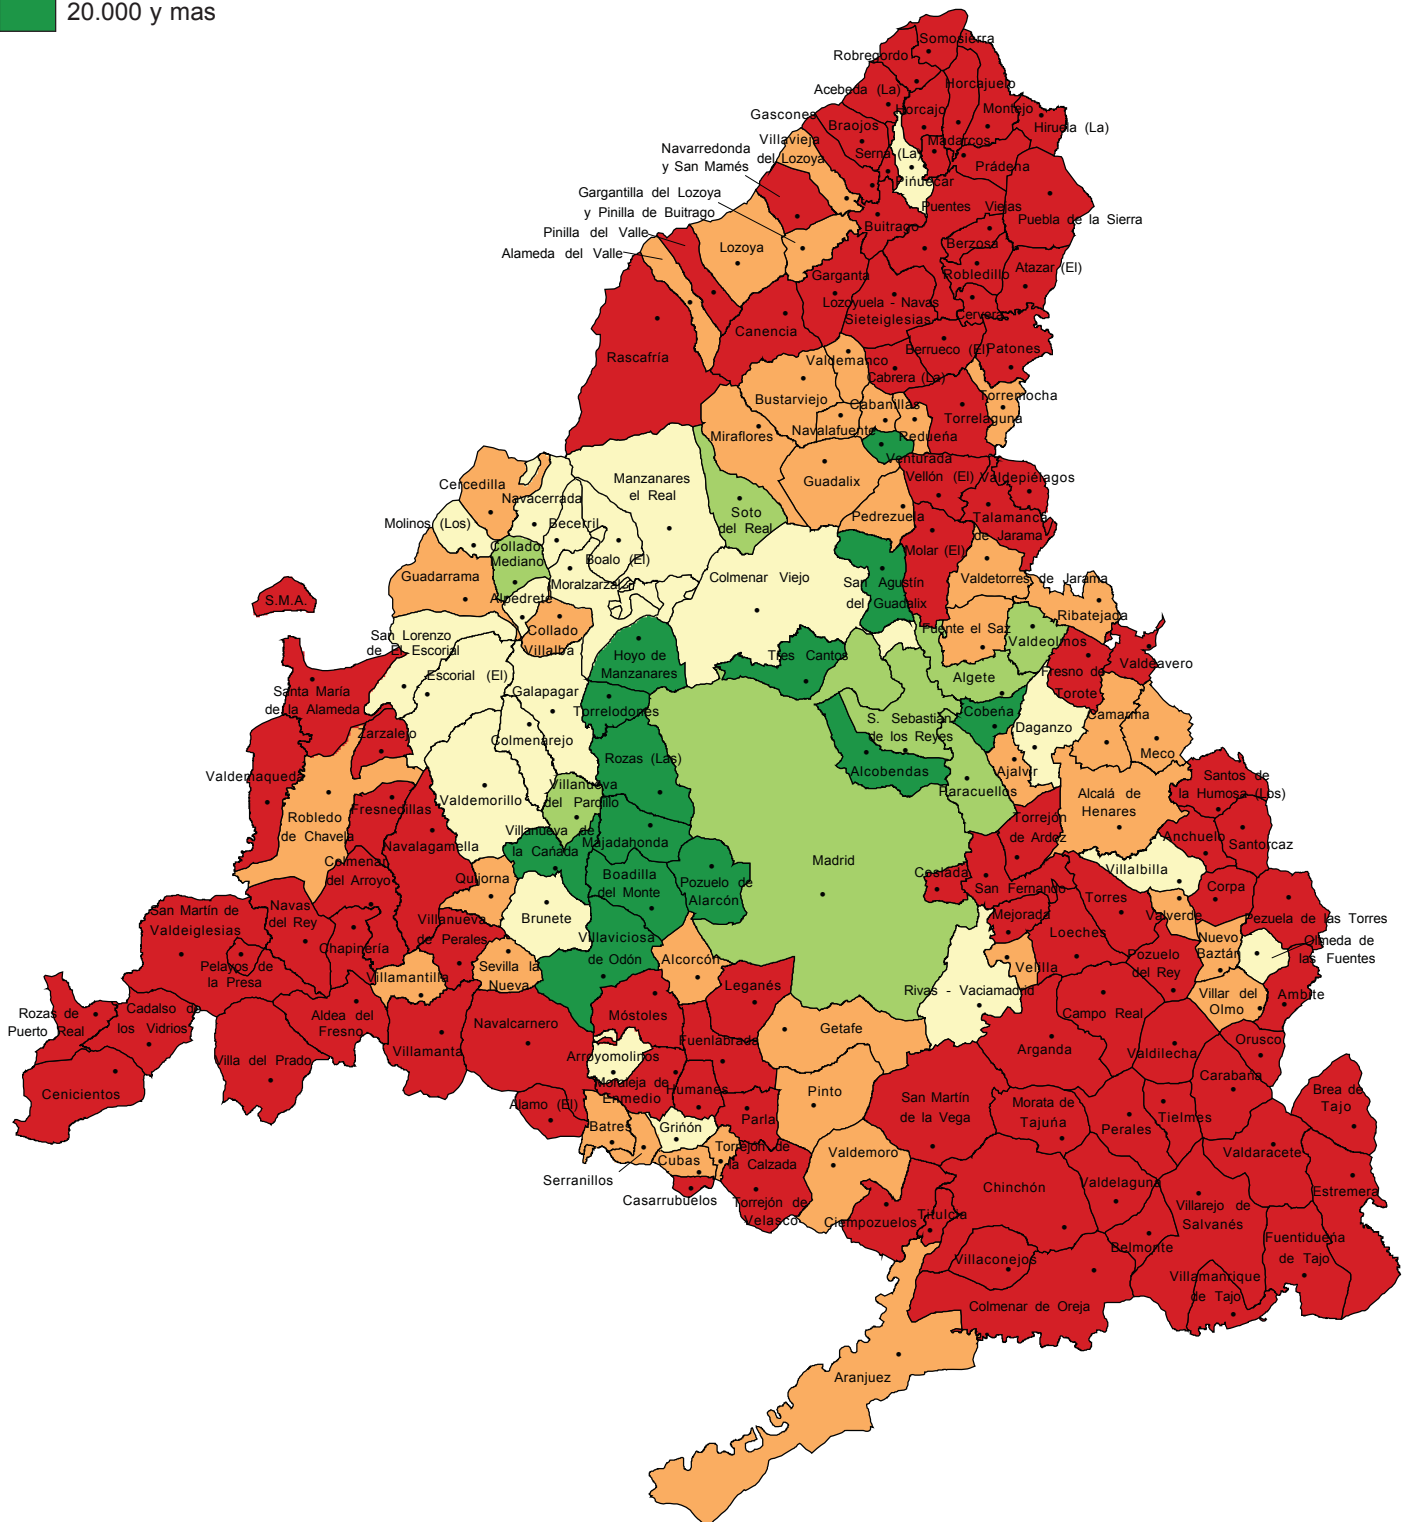 20.000 y mas
Somosierra
Robregordo
Horcajuelo
Acebeda (La)
Horcajo
Montejo
Gascones
Braojos
Hiruela (La)
Villavieja
del Lozoya
Madarcos
Navarredonda
y San Mamés
Serna (La)
Prádena
Piñuécar
Gargantilla del Lozoya
y Pinilla de Buitrago
Puentes Viejas
Puebla de la Sierra
Pinilla del Valle
Buitrago
Alameda del Valle
Lozoya
Berzosa
Garganta
Robledillo
Atazar (El)
Lozoyuela - Navas
Sieteiglesias
Cervera
Canencia
Rascafría
Valdemanco
Berrueco (El)
Patones
Cabrera (La)
Bustarviejo
Cabanillas
Torremocha
Torrelaguna
Miraflores
Navalafuente
Redueña
Venturada
Manzanares
el Real
Guadalix
Vellón (El)
Valdepiélagos
Cercedilla
Navacerrada
Soto
del Real
Pedrezuela
Talamanca
de Jarama
Molinos (Los)
Becerril
Collado
Mediano
Boalo (El)
Molar (El)
Guadarrama
Moralzarzal
Colmenar Viejo
San Agustín
del Guadalix
Valdetorres de Jarama
S.M.A.
Alpedrete
Ribatejada
Collado
Villalba
San Lorenzo
de El Escorial
Fuente el Saz
Valdeolmos
Hoyo de
Manzanares
Tres Cantos
Valdeavero
Escorial (El)
Algete
Fresno de
Torote
Santa María
de la Alameda
Galapagar
Torrelodones
Cobeña
Camarma
Zarzalejo
Colmenarejo
S. Sebastián
de los Reyes
Daganzo
Rozas (Las)
Meco
Valdemaqueda
Alcobendas
Ajalvir
Santos de
la Humosa (Los)
Villanueva
del Pardillo
Valdemorillo
Paracuellos
Alcalá de
Henares
Fresnedillas
Robledo
de Chavela
Torrejón
de Ardoz
Villanueva de
la Cañada
Majadahonda
Anchuelo
Navalagamella
Santorcaz
Colmenar
del Arroyo
Madrid
Villalbilla
Quijorna
Boadilla
del Monte
Pozuelo de
Alarcón
Coslada
San Fernando
Corpa
Torres
San Martín de
Valdeiglesias
Navas
del Rey
Brunete
Villanueva
de Perales
Mejorada
Valverde
Pezuela de las Torres
Loeches
Villaviciosa
de Odón
Nuevo
Baztán
Olmeda de
las Fuentes
Chapinería
Pozuelo
del Rey
Pelayos de
la Presa
Sevilla la
Nueva
Alcorcón
Velilla
Villamantilla
Leganés
Rivas - Vaciamadrid
Villar del
Olmo
Ambite
Rozas de
Puerto Real
Cadalso de
los Vidrios
Aldea del
Fresno
Móstoles
Campo Real
Navalcarnero
Getafe
Fuenlabrada
Orusco
Villa del Prado
Villamanta
Arroyomolinos
Arganda
Valdilecha
Carabaña
Moraleja de
Enmedio
Humanes
Cenicientos
Pinto
San Martín
de la Vega
Brea de
Tajo
Álamo (El)
Morata de
Tajuña
Tielmes
Parla
Perales
Batres
Griñón
Valdaracete
Torrejón de
la Calzada
Valdemoro
Cubas
Serranillos
Valdelaguna
Chinchón
Estremera
Casarrubuelos
Torrejón de
Velasco
Villarejo de
Salvanés
Ciempozuelos
Titulcia
Fuentidueña
de Tajo
Belmonte
Villaconejos
Villamanrique
de Tajo
Colmenar de Oreja
Aranjuez